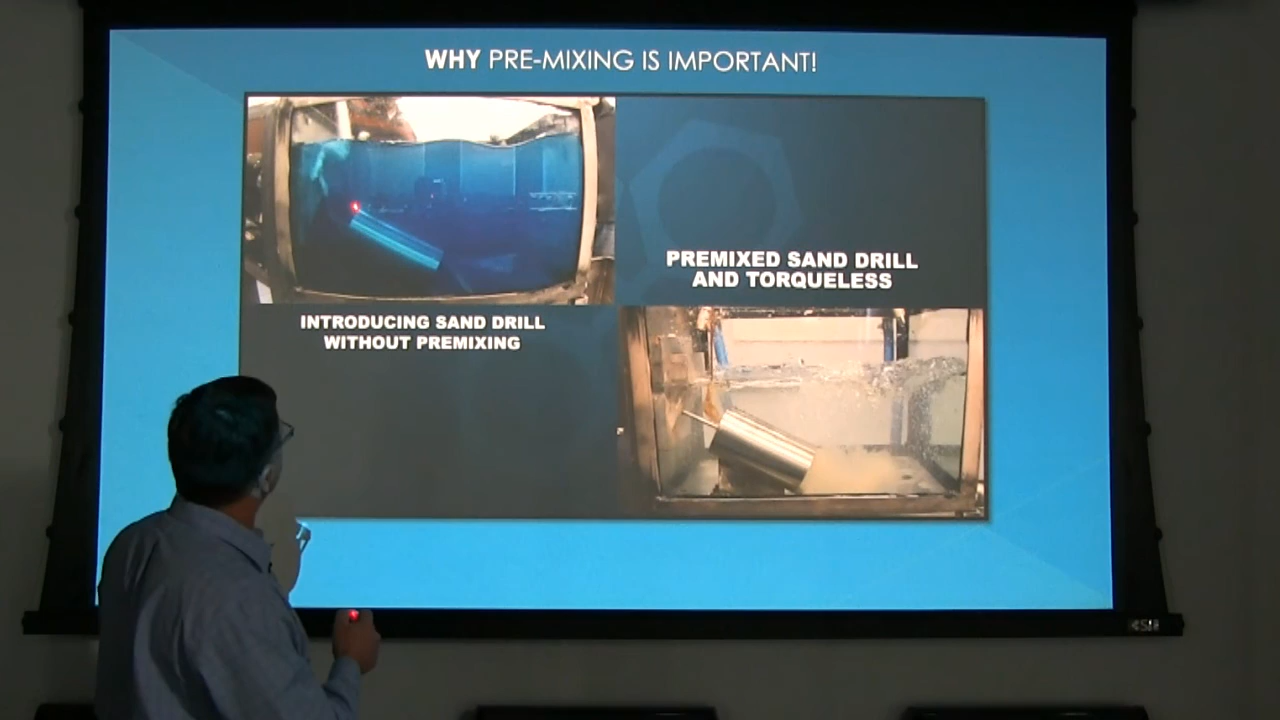 WHY PRE-MIXING IS IMPORTANT!
PREMIXED SAND DRILL
AND TORQUELESS
INTRODUCING SAND DRILL
WITHOUT PREMIXING